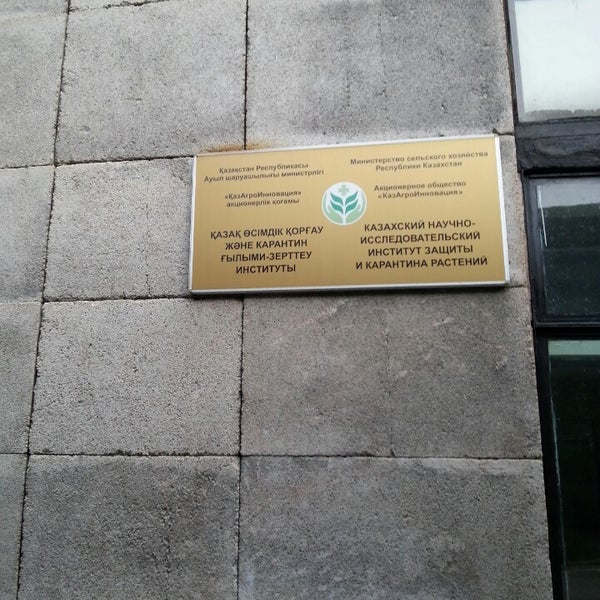 Қазақстан Республикасы
Ауыл шаруашылығы министрлігі
«ҚазАгроИнновация»
акционерлік қоғамы
ҚАЗАҚ ӨСІМДІК ҚОРҒАУ
ЖӘНЕ КАРАНТИН
ҒЫЛЫМИ-ЗЕРТТЕУ
ИНСТИТУТЫ
Министерство сельского хозяйства
Республики Казахстан
Акционерное общество
«КазАгроИнновация»
КАЗАХСКИЙ НАУЧНО-
ИССЛЕДОВАТЕЛЬСКИЙ
ИНСТИТУТ ЗАЩИТЫ
И КАРАНТИНА РАСТЕНИЙ